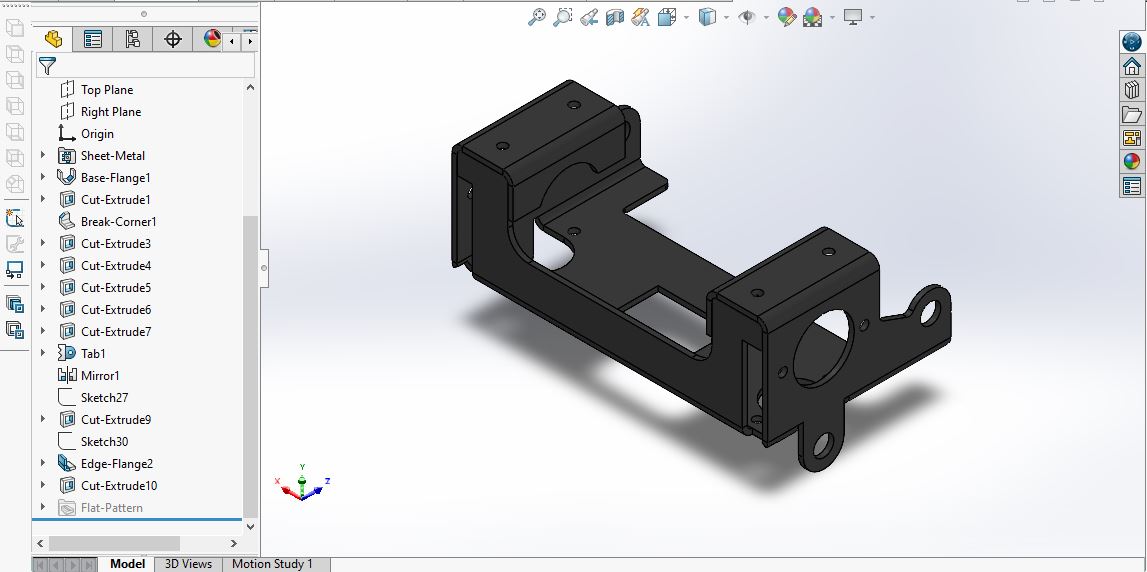 Top Plane
Right Plane
Origin
Sheet-Metal
Base-Flange1
Cut-Extrude1
Break-Corner1
Cut-Extrude3
Cut-Extrude4
Cut-Extrude5
Cut-Extrude6
Cut-Extrude7
Tab1
Mirror1
Sketch27
Cut-Extrude9
Sketch30
Edge-Flange2
Cut-Extrude10
Flat-Pattern
Y
X
Z
Model
3D Views
Motion Study 1